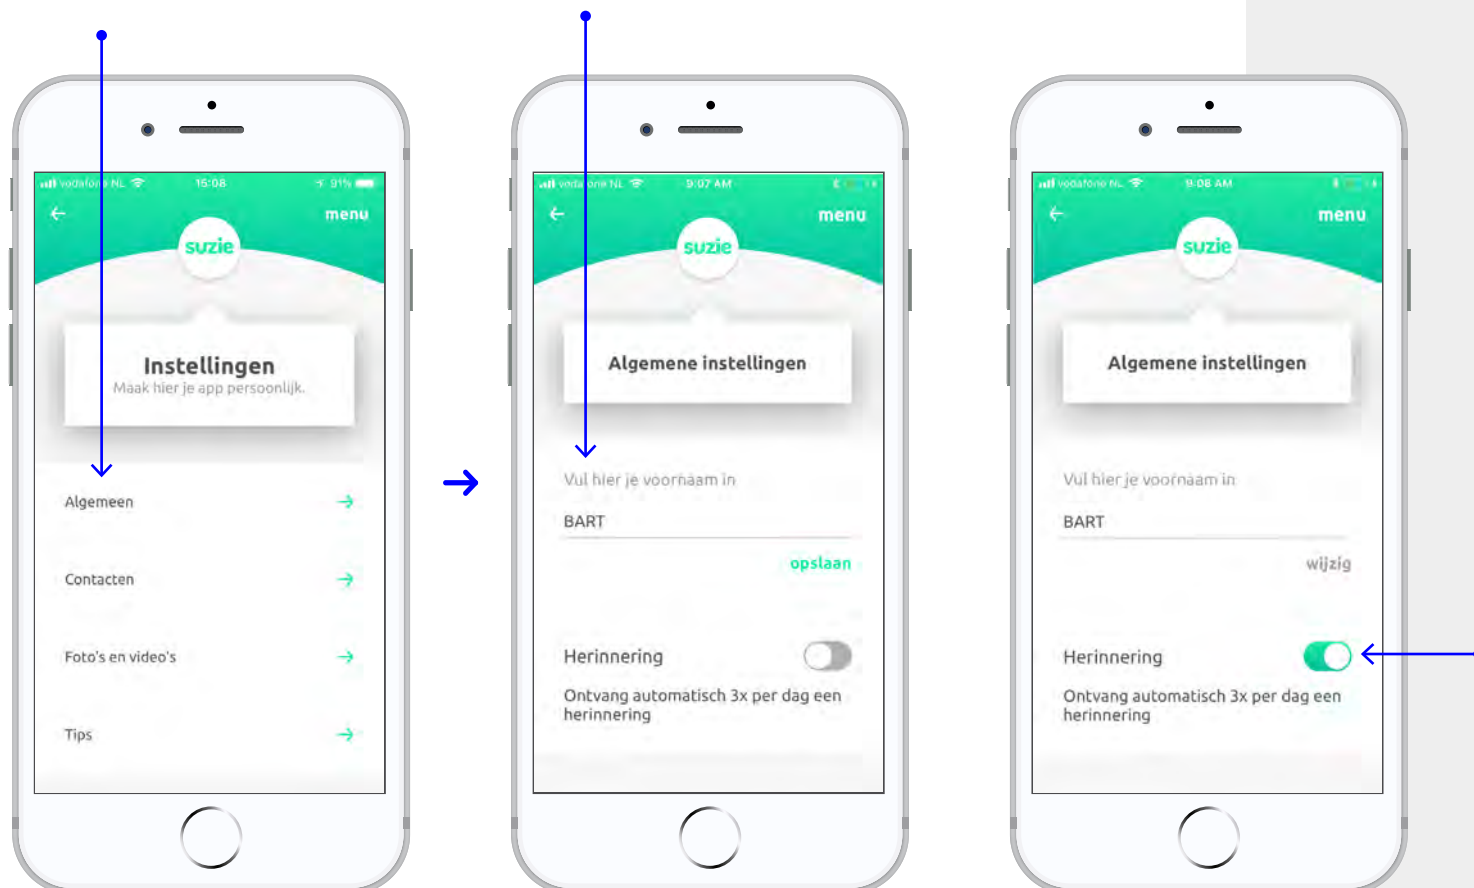 vodafone NL
15:08
91%
menu
suzie
Instellingen
Maak hier je app persoonlijk.
Algemeen
Contacten
Foto's en video's
Tips
vodafone NL
9:07 AM
menu
suzie
Algemene instellingen
Vul hier je voornaam in
BART
opslaan
Herinnering
Ontvang automatisch 3x per dag een
herinnering
vodafone NL
9:08 AM
menu
suzie
Algemene instellingen
Vul hier je voornaam in
BART
wijzig
Herinnering
Ontvang automatisch 3x per dag een
herinnering